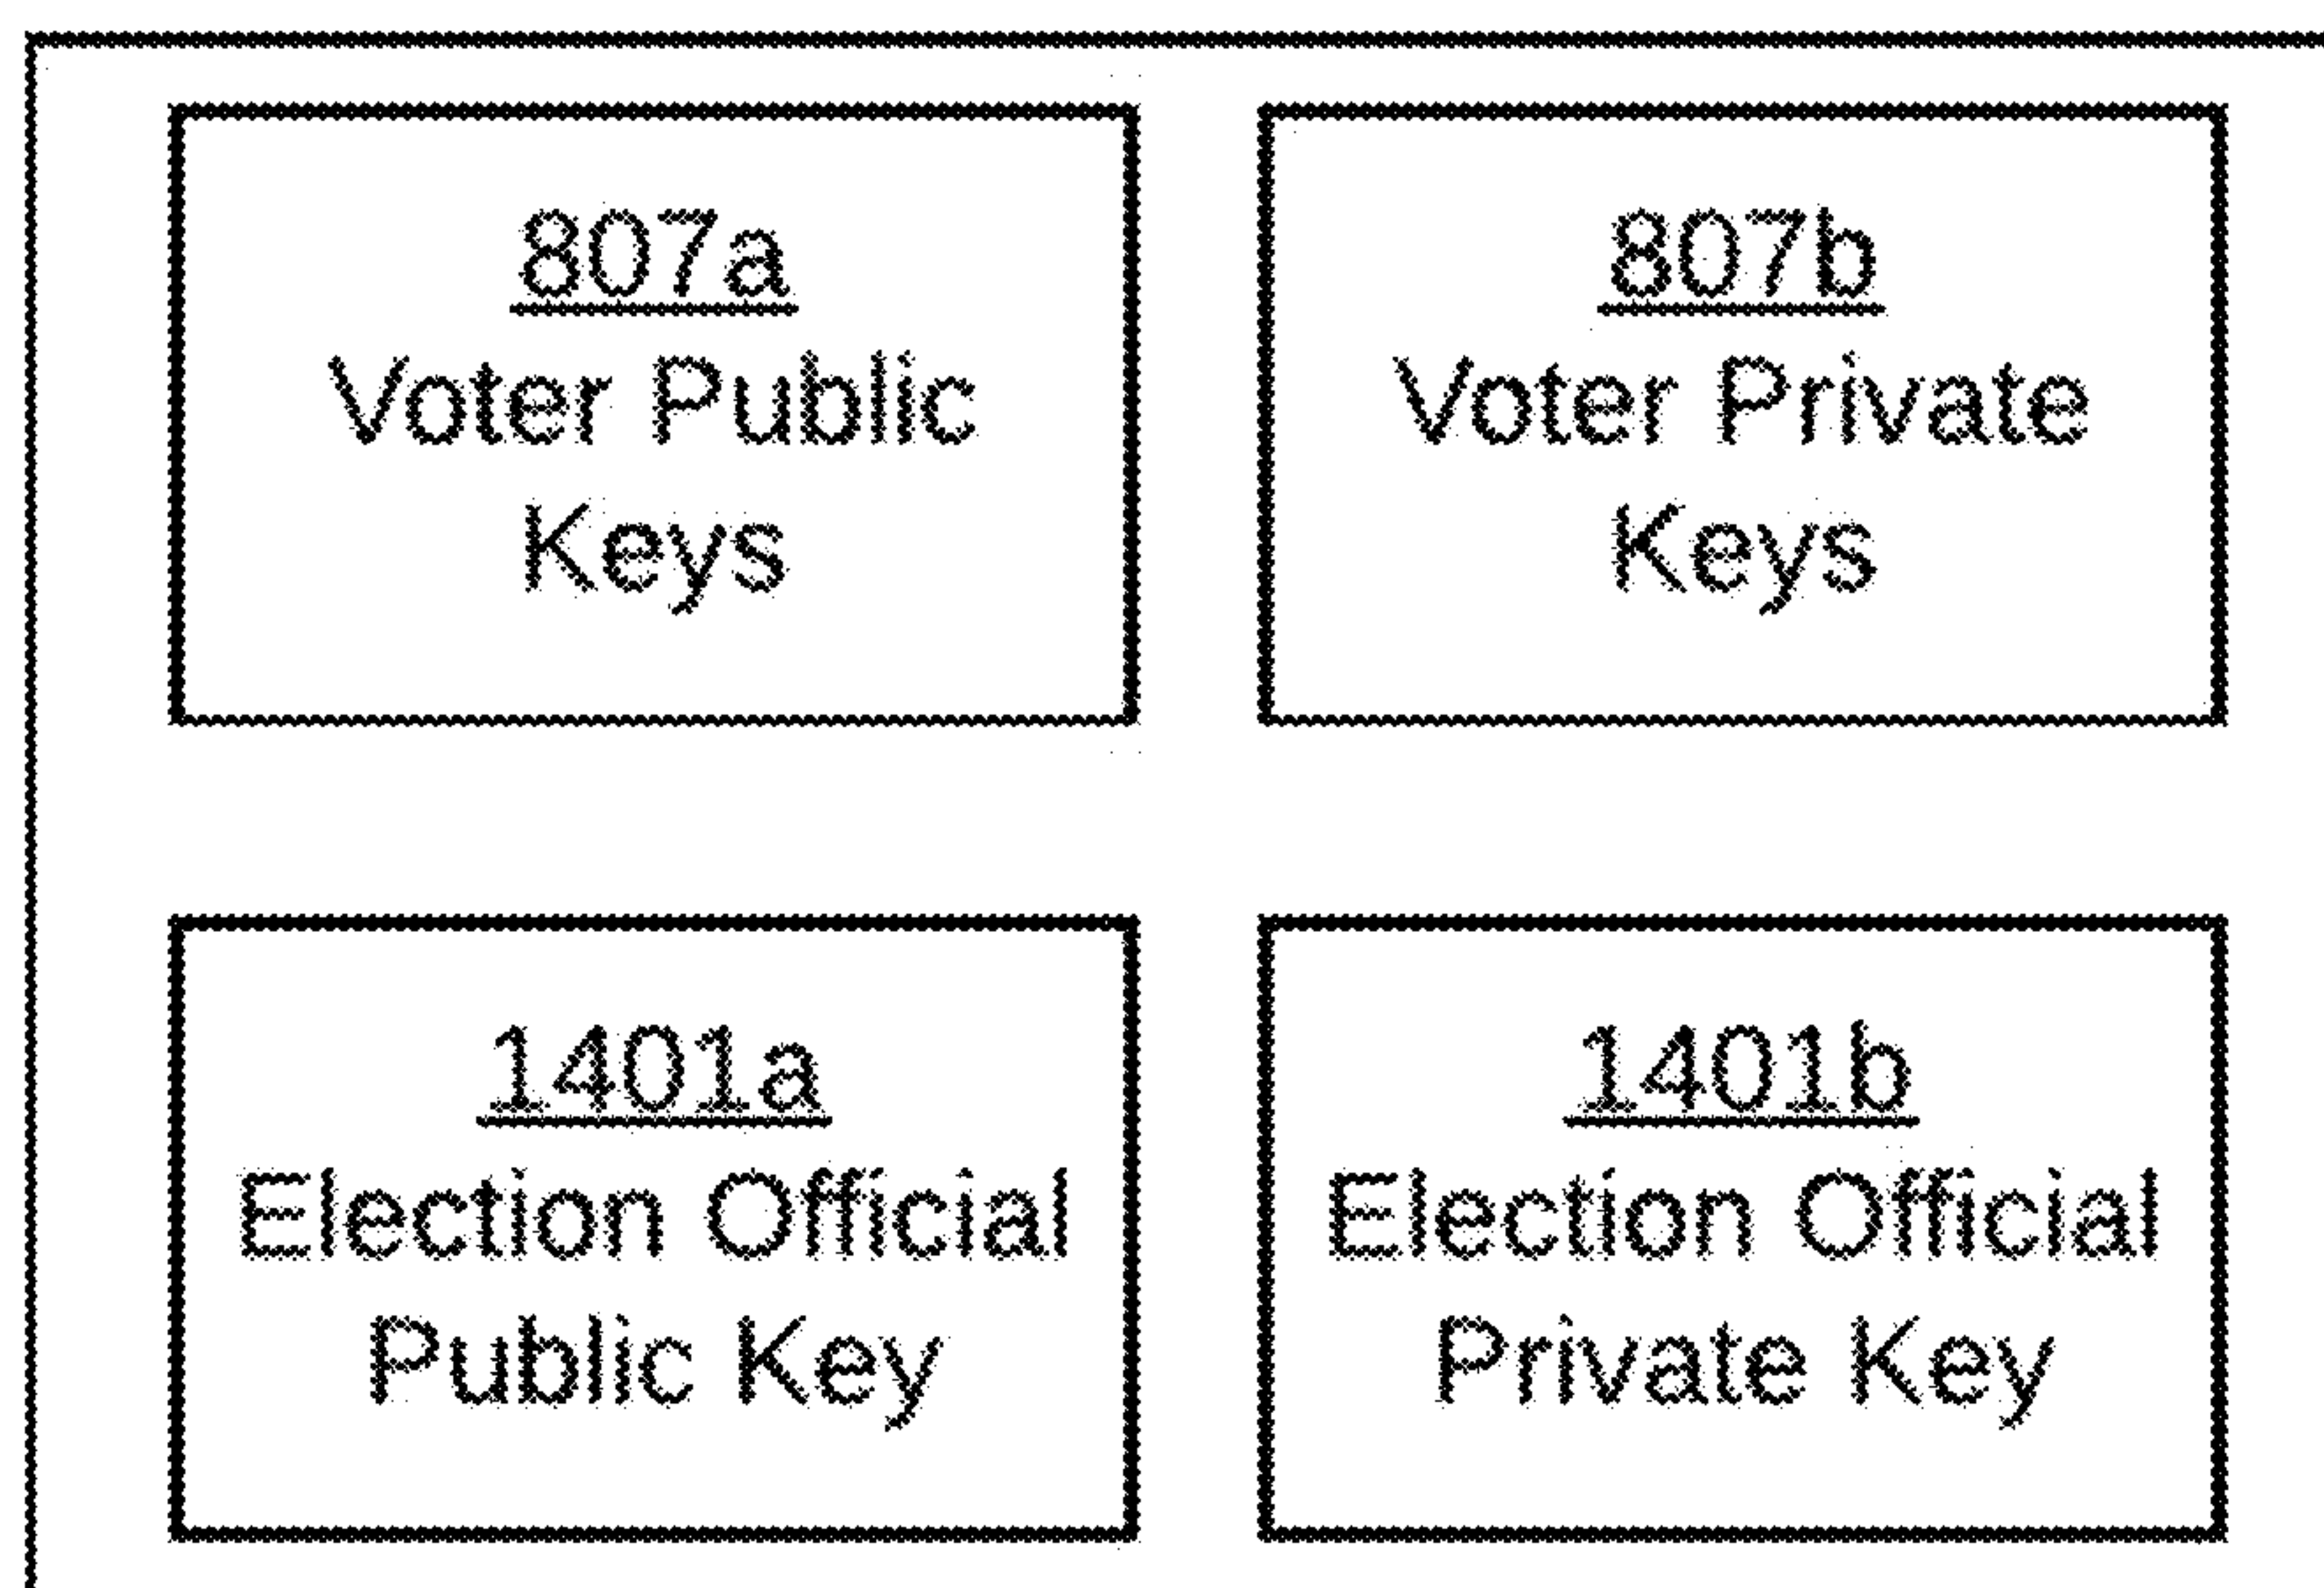 807a
Voter Public
Keys
807b
Voter Private
Keys
1401a
Election Official
Public Key
1401b
Election Official
Private Key